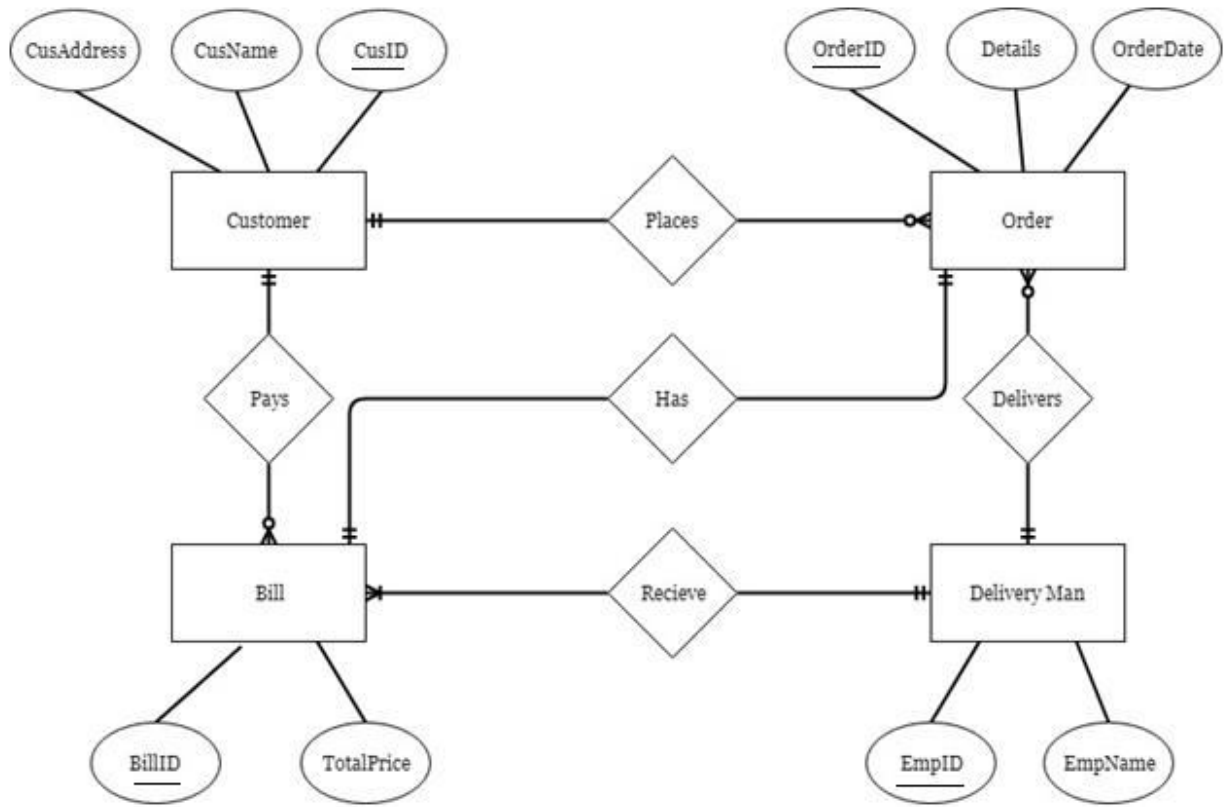 CusAddress
CusName
CusID
OrderID
Details
OrderDate
Customer
Places
Order
Pays
Has
Delivers
Bill
Recieve
Delivery Man
BillID
TotalPrice
EmpID
EmpName